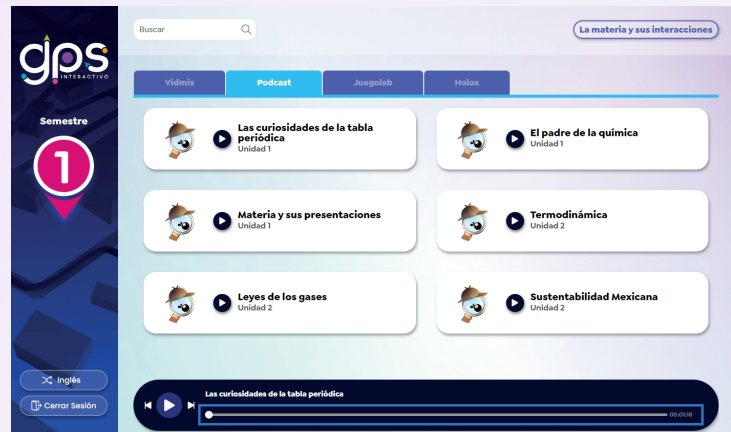 gps
INTERACTIVO
Semestre
1
Inglés
Cerrar Sesión
Buscar
La materia y sus interacciones
Vidmix
Podcast
Juegolab
Holox
Las curiosidades de la tabla
periódica
Unidad 1
El padre de la química
Unidad 1
Materia y sus presentaciones
Unidad 1
Termodinámica
Unidad 2
Leyes de los gases
Unidad 2
Sustentabilidad Mexicana
Unidad 2
Las curiosidades de la tabla periódica
00:01:18